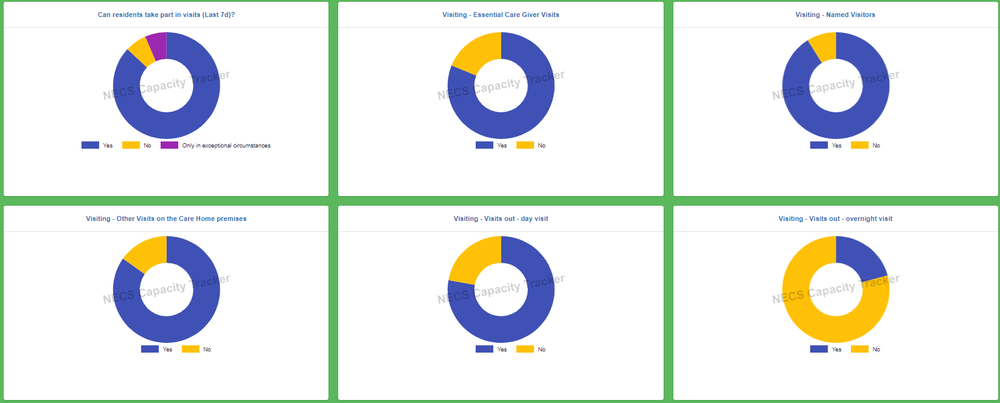 Can residents take part in visits (Last 7d)?
NECS Capacity Tracker
Yes No Only in exceptional circumstances
Visiting - Essential Care Giver Visits
NECS Capacity Tracker
Yes No
Visiting - Named Visitors
NECS Capacity Tracker
Yes No
Visiting - Other Visits on the Care Home premises
NECS Capacity Tracker
Yes No
Visiting - Visits out - day visit
NECS Capacity Tracker
Yes No
Visiting - Visits out - overnight visit
NECS Capacity Tracker
Yes No